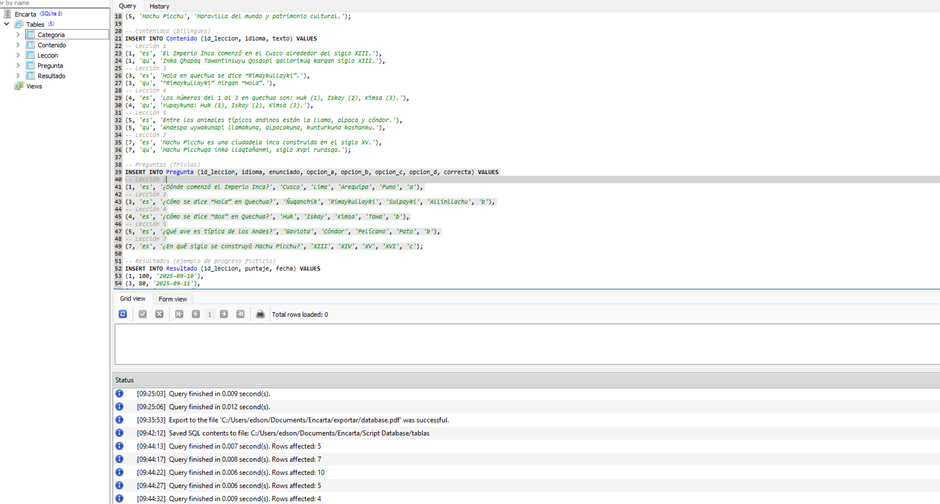 er by name
Encarta (SQLite 3)
Tables (5)
Categoria
Contenido
Leccion
Pregunta
Resultado
Views
Query History
18 (5, 'Machu Picchu', 'Maravilla del mundo y patrimonio cultural.');
19
20 -- Contenidos (bilingües)
21 INSERT INTO Contenido (id_leccion, idioma, texto) VALUES
22 -- Lección 1
23 (1, 'es', 'El Imperio Inca comenzó en el Cusco alrededor del siglo XIII.'),
24 (1, 'qu', 'Inka Qhapaq Tawantinsuyu Qosqopi qallarikuq karqan siglo XIII.'),
25 -- Lección 3
26 (3, 'es', 'Hola en quechua se dice “Rimaykullayki”.'),
27 (3, 'qu', '“Rimaykullayki” nirqan “Hola”.'),
28 -- Lección 4
29 (4, 'es', 'Los números del 1 al 3 en quechua son: Huk (1), Iskay (2), Kimsa (3).'),
30 (4, 'qu', 'Yupaykuna: Huk (1), Iskay (2), Kimsa (3).'),
31 -- Lección 5
32 (5, 'es', 'Entre los animales típicos andinos están la llama, alpaca y cóndor.'),
33 (5, 'qu', 'Andespa uywakunapi llamakuna, alpacakuna, kunturkuna kashanku.'),
34 -- Lección 7
35 (7, 'es', 'Machu Picchu es una ciudadela inca construida en el siglo XV.'),
36 (7, 'qu', 'Machu Picchuqa inka llaqtañanmi, siglo XVpi rurasqa.');
37
38 -- Preguntas (Trivias)
39 INSERT INTO Pregunta (id_leccion, idioma, enunciado, opcion_a, opcion_b, opcion_c, opcion_d, correcta) VALUES
40 -- Lección 1
41 (1, 'es', '¿Dónde comenzó el Imperio Inca?', 'Cusco', 'Lima', 'Arequipa', 'Puno', 'a'),
42 -- Lección 3
43 (3, 'es', '¿Cómo se dice “Hola” en Quechua?', 'Ñuqanchik', 'Rimaykullayki', 'Sulpayki', 'Allinllachu', 'b'),
44 -- Lección 4
45 (4, 'es', '¿Cómo se dice “dos” en Quechua?', 'Huk', 'Iskay', 'Kimsa', 'Tawa', 'b'),
46 -- Lección 5
47 (5, 'es', '¿Qué ave es típica de los Andes?', 'Gaviota', 'Cóndor', 'Pelícano', 'Pato', 'b'),
48 -- Lección 7
49 (7, 'es', '¿En qué siglo se construyó Machu Picchu?', 'XIII', 'XIV', 'XV', 'XVI', 'c');
50
51 -- Resultados (ejemplo de progreso ficticio)
52 INSERT INTO Resultado (id_leccion, puntaje, fecha) VALUES
53 (1, 100, '2025-09-10'),
54 (3, 80, '2025-09-11'),
Grid view Form view
1 Total rows loaded: 0
Status
[09:25:03] Query finished in 0.009 second(s).
[09:25:06] Query finished in 0.012 second(s).
[09:35:53] Export to the file 'C:/Users/edson/Documents/Encarta/exportar/database.pdf' was successful.
[09:42:12] Saved SQL contents to file: C:/Users/edson/Documents/Encarta/Script Database/tablas
[09:44:13] Query finished in 0.007 second(s). Rows affected: 5
[09:44:17] Query finished in 0.008 second(s). Rows affected: 7
[09:44:22] Query finished in 0.006 second(s). Rows affected: 10
[09:44:27] Query finished in 0.006 second(s). Rows affected: 5
[09:44:32] Query finished in 0.009 second(s). Rows affected: 4